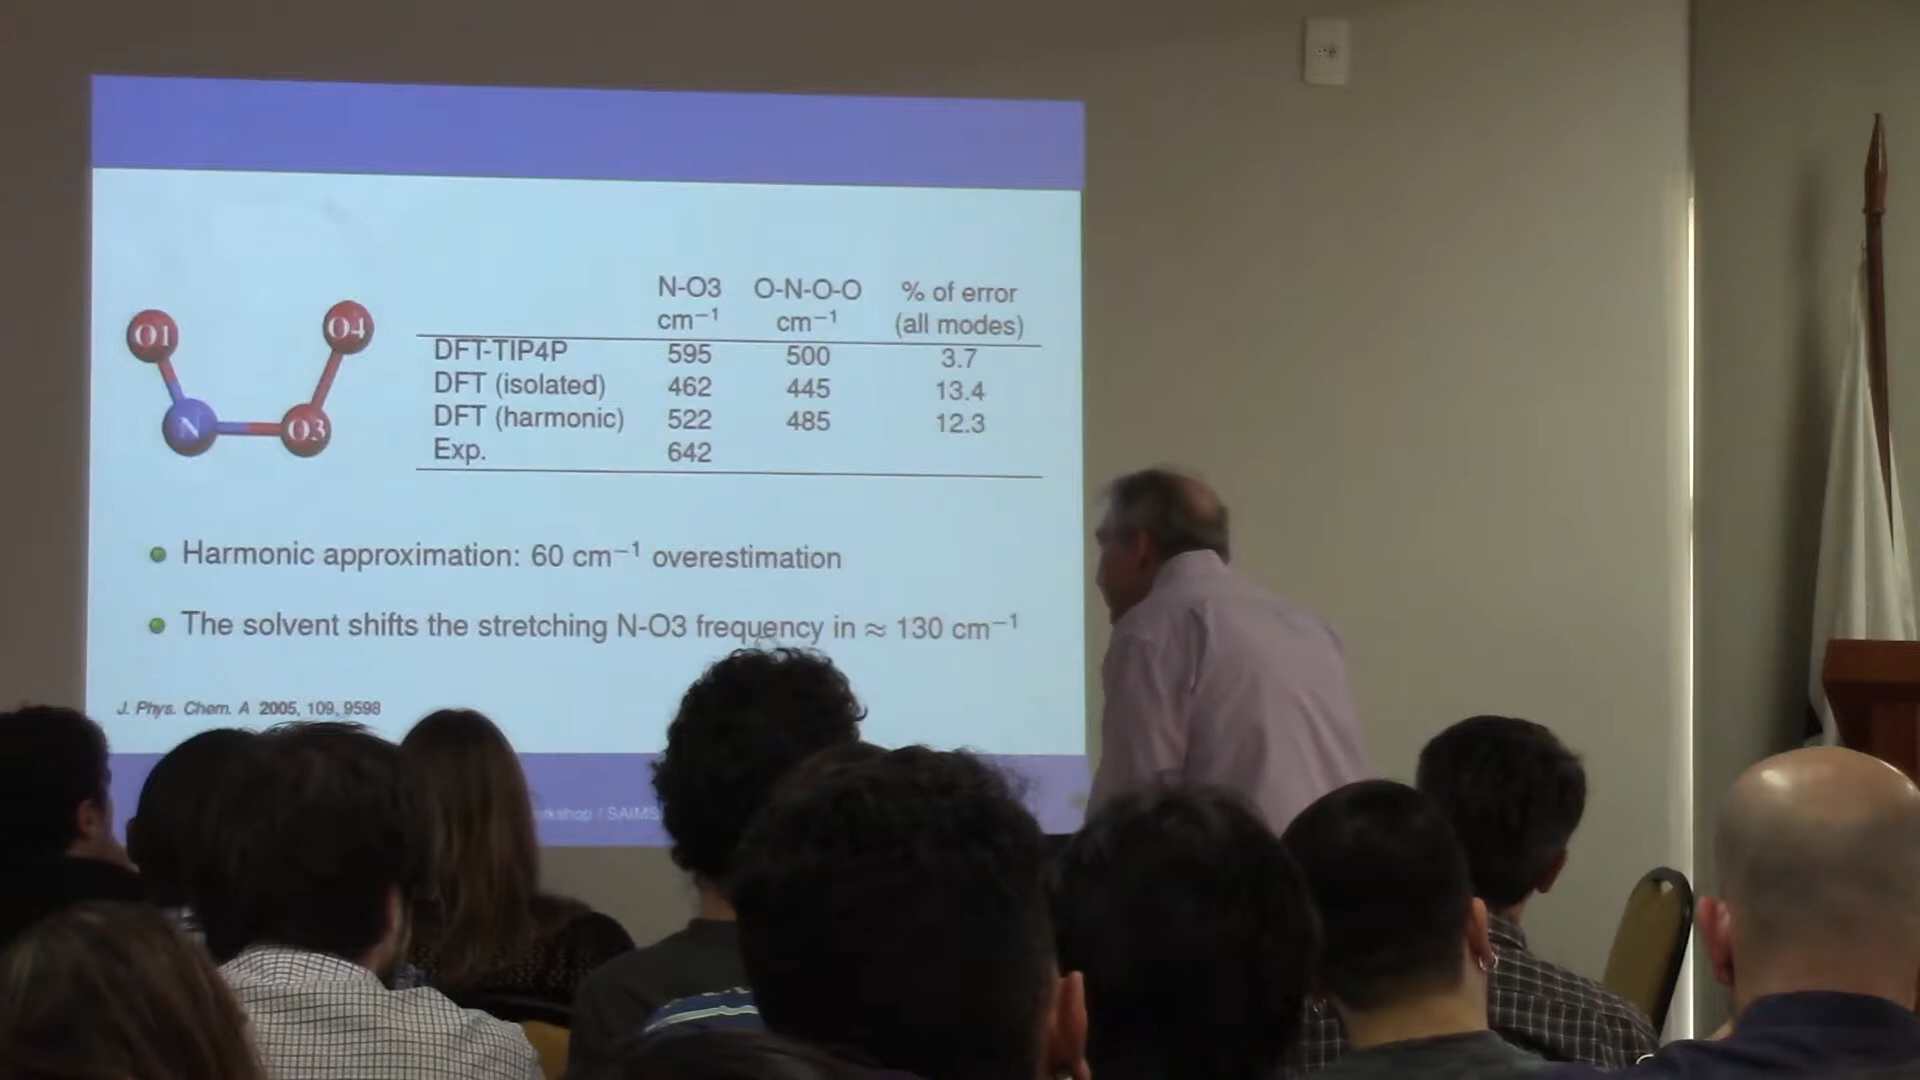 O1
O4
N
O3
N-O3 O-N-O-O % of error
cm−1 cm−1 (all modes)
DFT-TIP4P 595 500 3.7
DFT (isolated) 462 445 13.4
DFT (harmonic) 522 485 12.3
Exp. 642
Harmonic approximation: 60 cm−1 overestimation
The solvent shifts the stretching N-O3 frequency in ≈ 130 cm−1
J. Phys. Chem. A 2005, 109, 9598
/ SAIMS